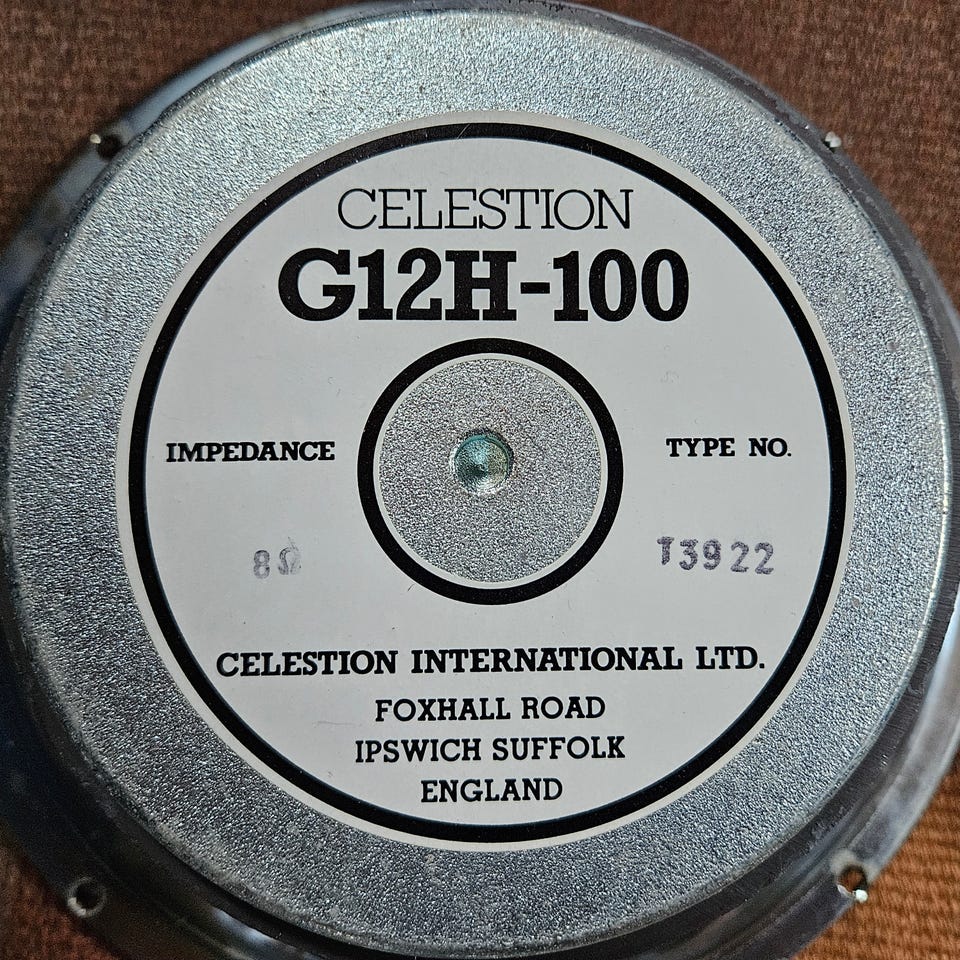 CELESTION
G12H-100
IMPEDANCE TYPE NO.
8Ω T3922
CELESTION INTERNATIONAL LTD.
FOXHALL ROAD
IPSWICH SUFFOLK
ENGLAND